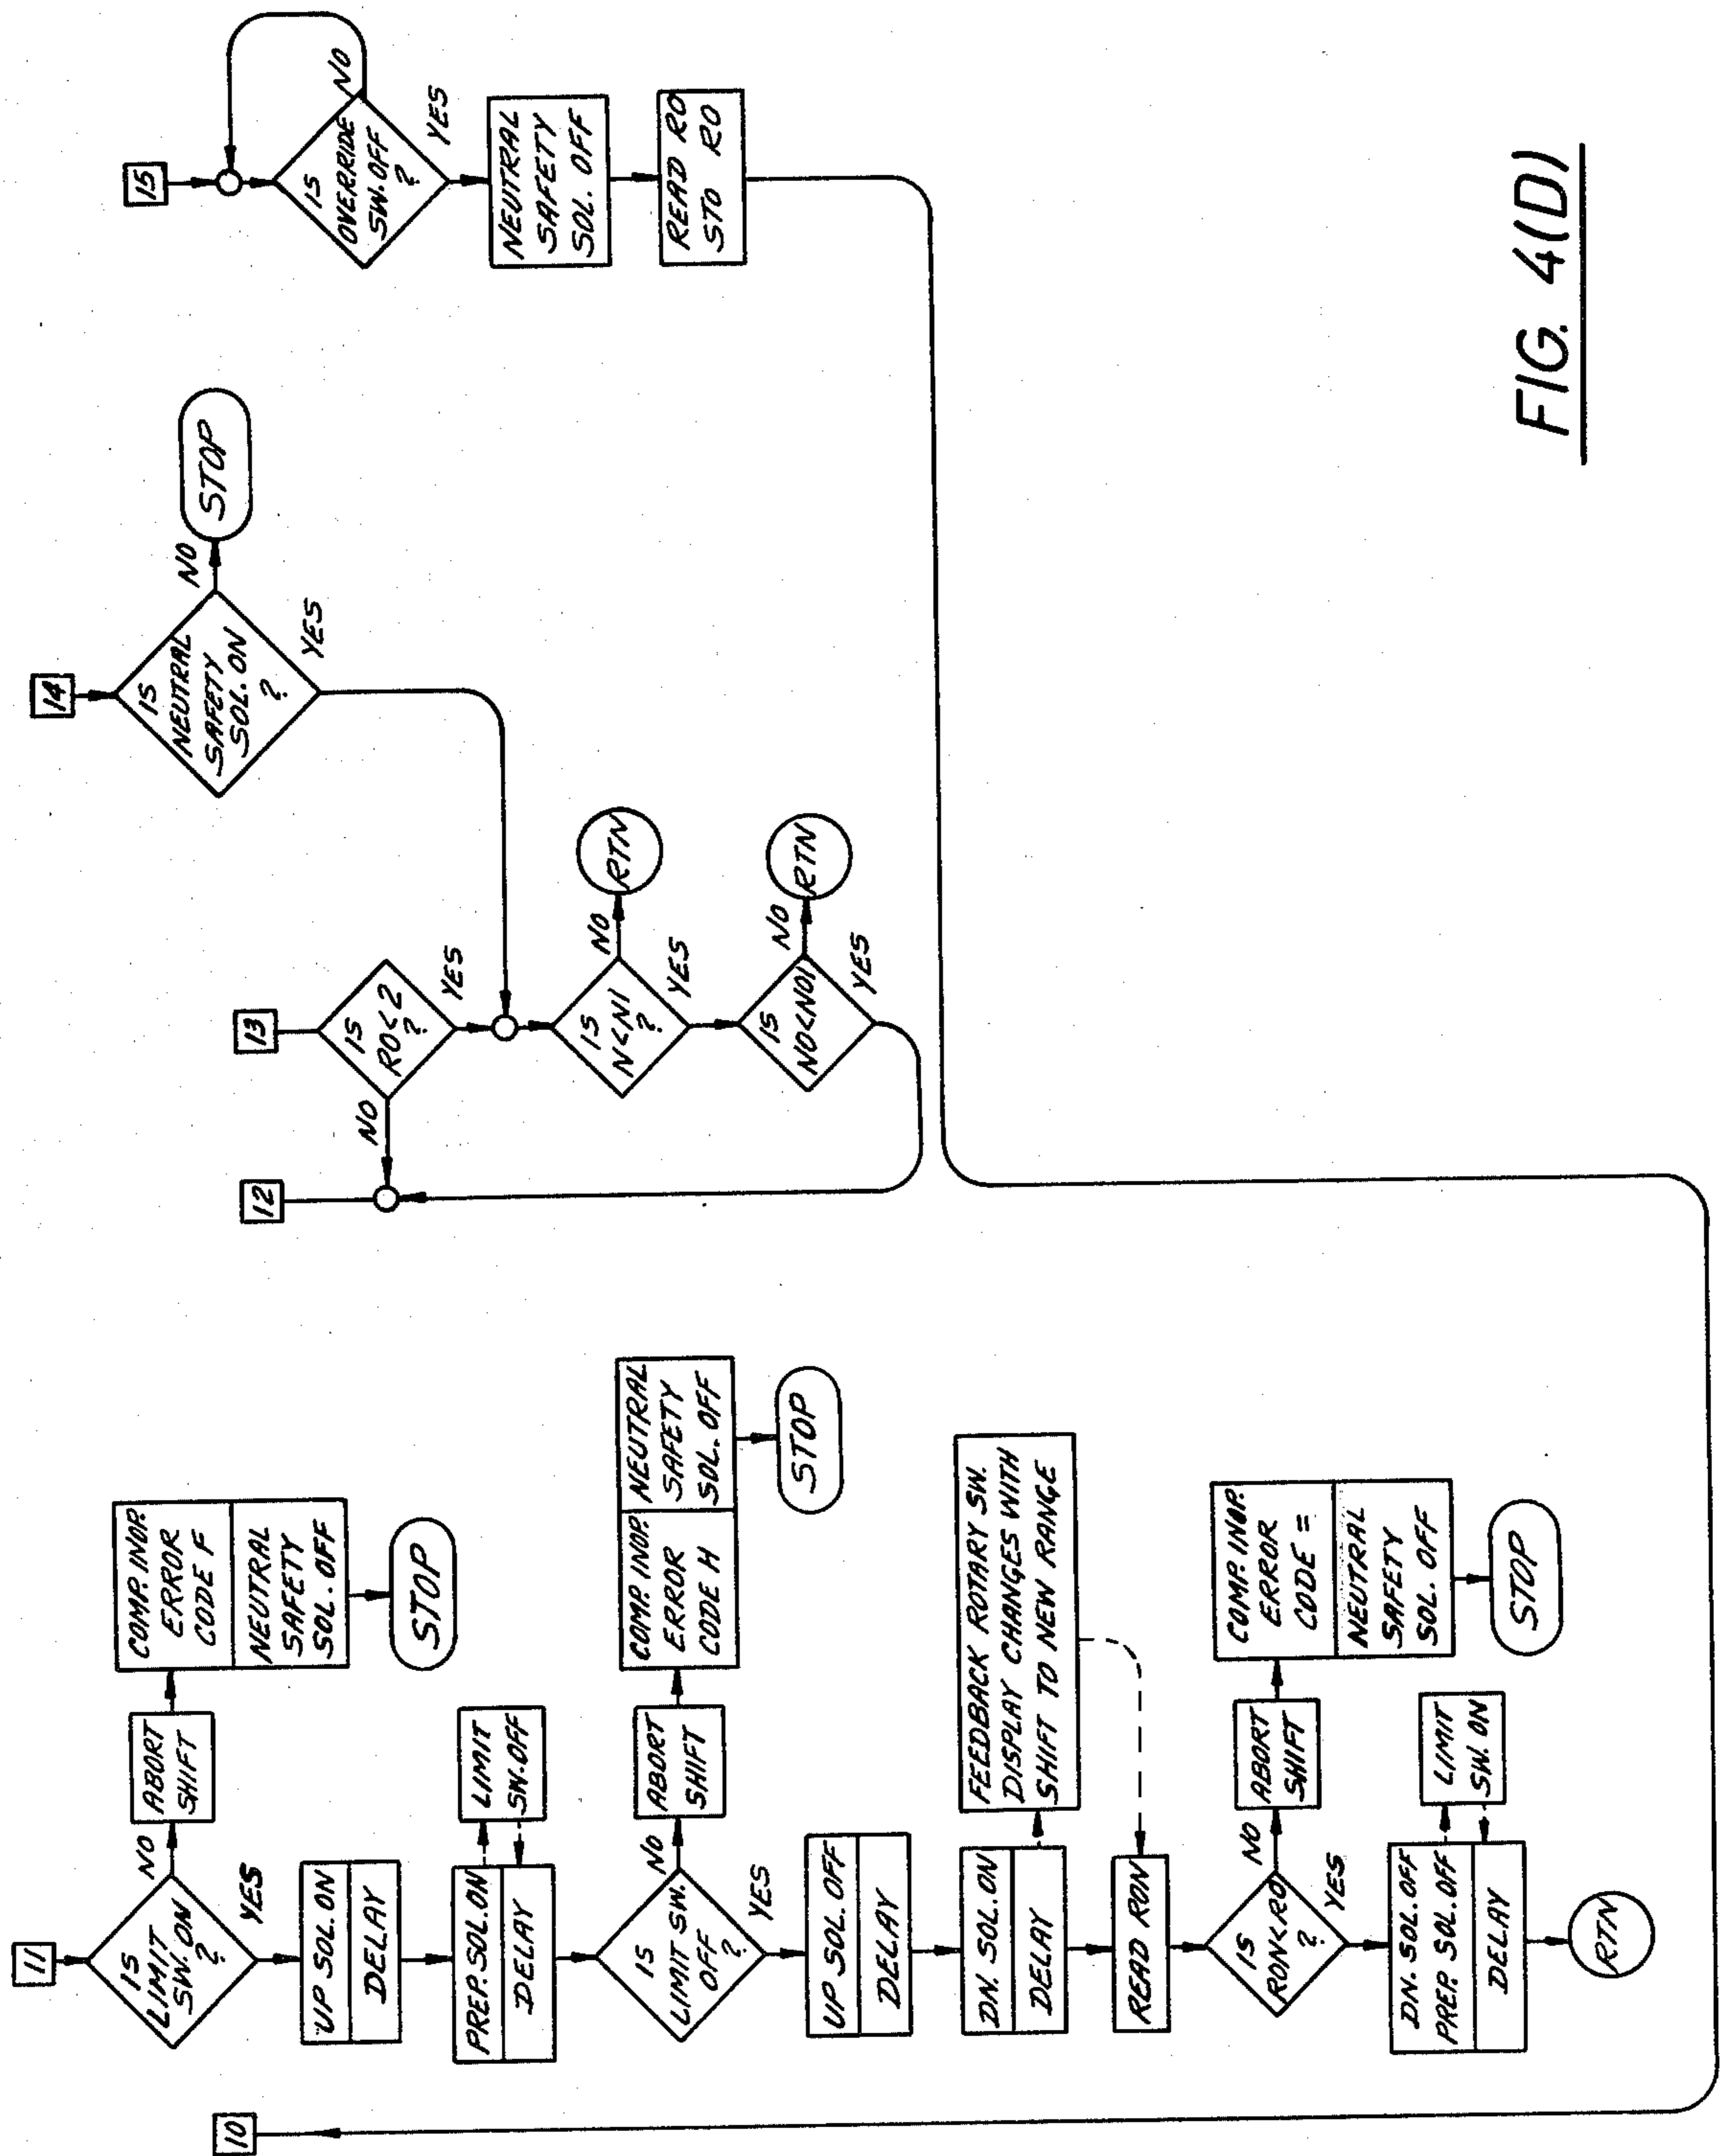 10
11
IS
LIMIT
SW. ON
?
NO
YES
ABORT
SHIFT
COMP. INOP.
ERROR
CODE F
NEUTRAL
SAFETY
SOL. OFF
STOP
UP SOL. ON
DELAY
PREP. SOL. ON
DELAY
LIMIT
SW. OFF
IS
LIMIT SW.
OFF
?
NO
YES
ABORT
SHIFT
COMP. INOP.
ERROR
CODE H
NEUTRAL
SAFETY
SOL. OFF
STOP
UP SOL. OFF
DELAY
DN. SOL. ON
DELAY
FEEDBACK ROTARY SW.
DISPLAY CHANGES WITH
SHIFT TO NEW RANGE
READ RON
IS
RON<RO
?
NO
YES
ABORT
SHIFT
COMP. INOP.
ERROR
CODE =
NEUTRAL
SAFETY
SOL. OFF
STOP
DN. SOL. OFF
PREP. SOL. OFF
DELAY
LIMIT
SW. ON
RTN
12
13
IS
RO<2
?
NO
YES
IS
N<N1
?
NO
RTN
YES
IS
NO<NO1
NO
RTN
YES
14
IS
NEUTRAL
SAFETY
SOL. ON
?
NO
STOP
YES
15
IS
OVERRIDE
SW. OFF
?
NO
YES
NEUTRAL
SAFETY
SOL. OFF
READ RO
STO RO
FIG. 4(D)